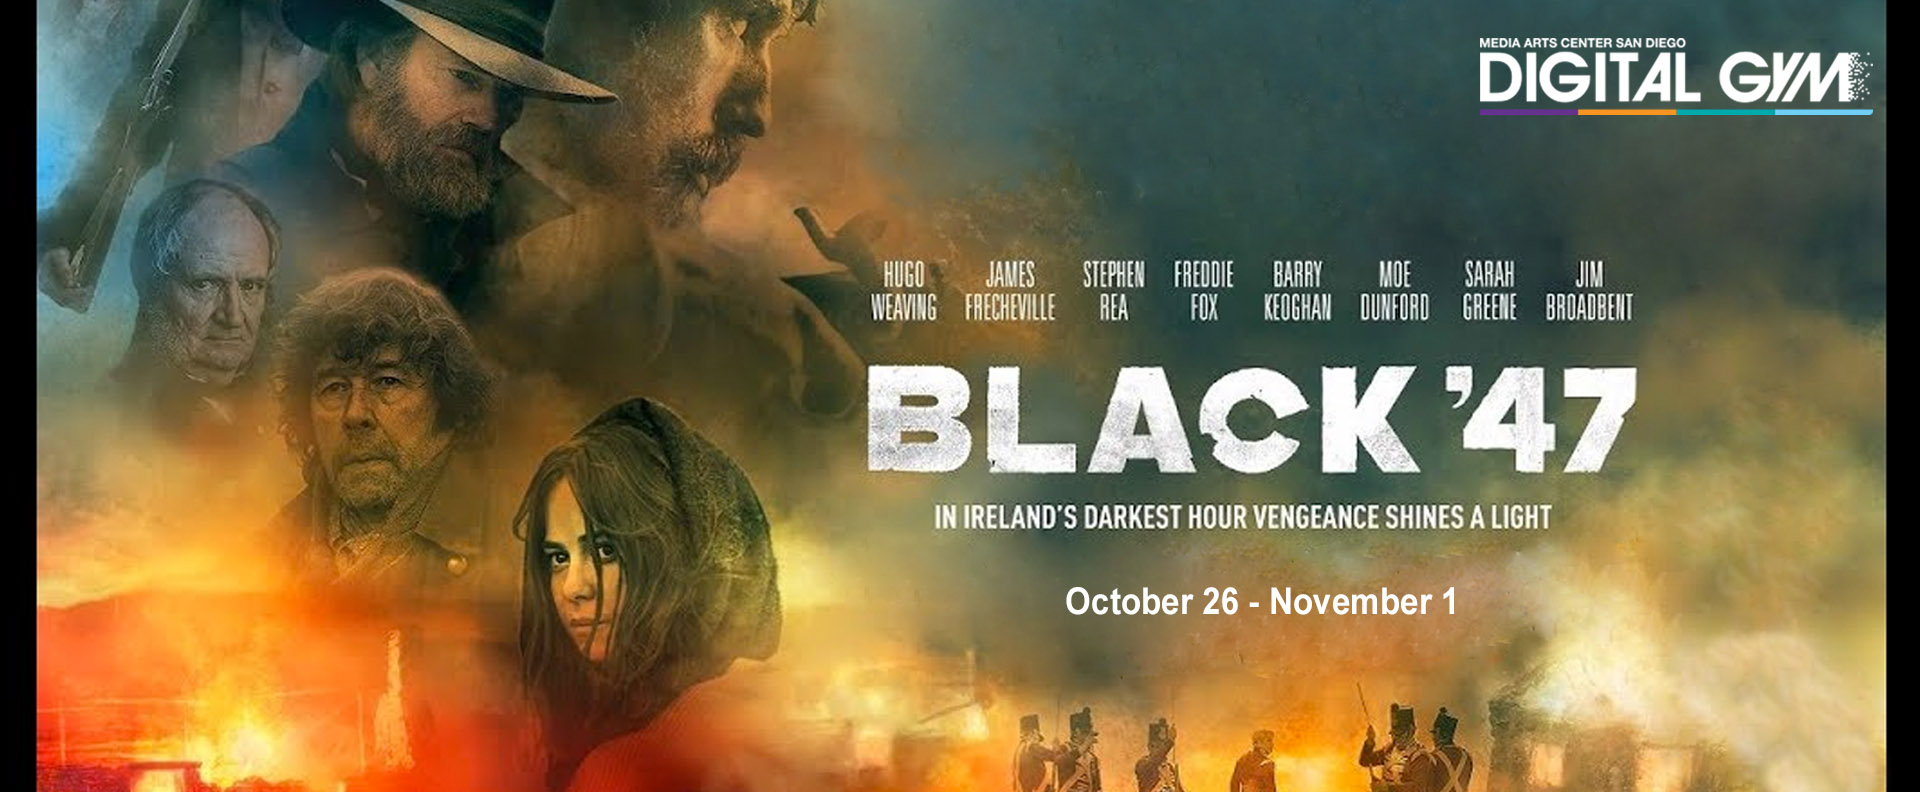 MEDIA ARTS CENTER SAN DIEGO
DIGITAL GYM
HUGO WEAVING
JAMES FRECHEVILLE
STEPHEN REA
FREDDIE FOX
BARRY KEOGHAN
MOE DUNFORD
SARAH GREENE
JIM BROADBENT
BLACK '47
IN IRELAND'S DARKEST HOUR VENGEANCE SHINES A LIGHT
October 26 - November 1